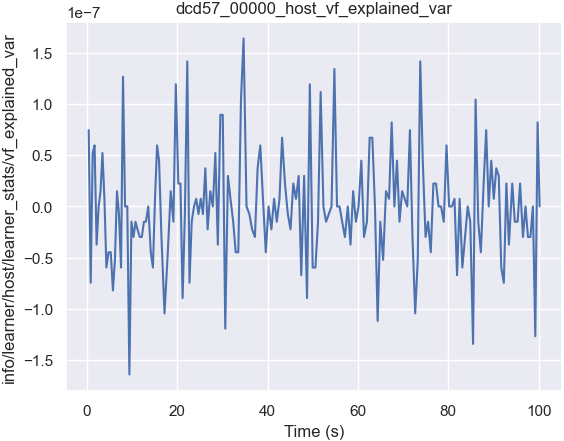 dcd57_00000_host_vf_explained_var
1e−7
info/learner/host/learner_stats/vf_explained_var
1.5
1.0
0.5
0.0
−0.5
−1.0
−1.5
0 20 40 60 80 100
Time (s)